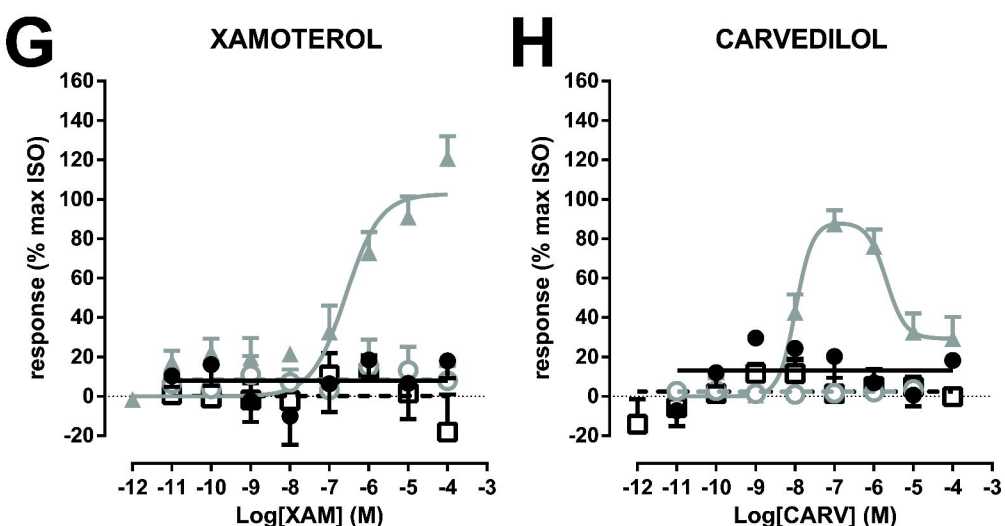 G
XAMOTEROL
response (% max ISO)
160
140
120
100
80
60
40
20
0
-20
-12 -11 -10 -9 -8 -7 -6 -5 -4 -3
Log[XAM] (M)
H
CARVEDILOL
response (% max ISO)
160
140
120
100
80
60
40
20
0
-20
-12 -11 -10 -9 -8 -7 -6 -5 -4 -3
Log[CARV] (M)